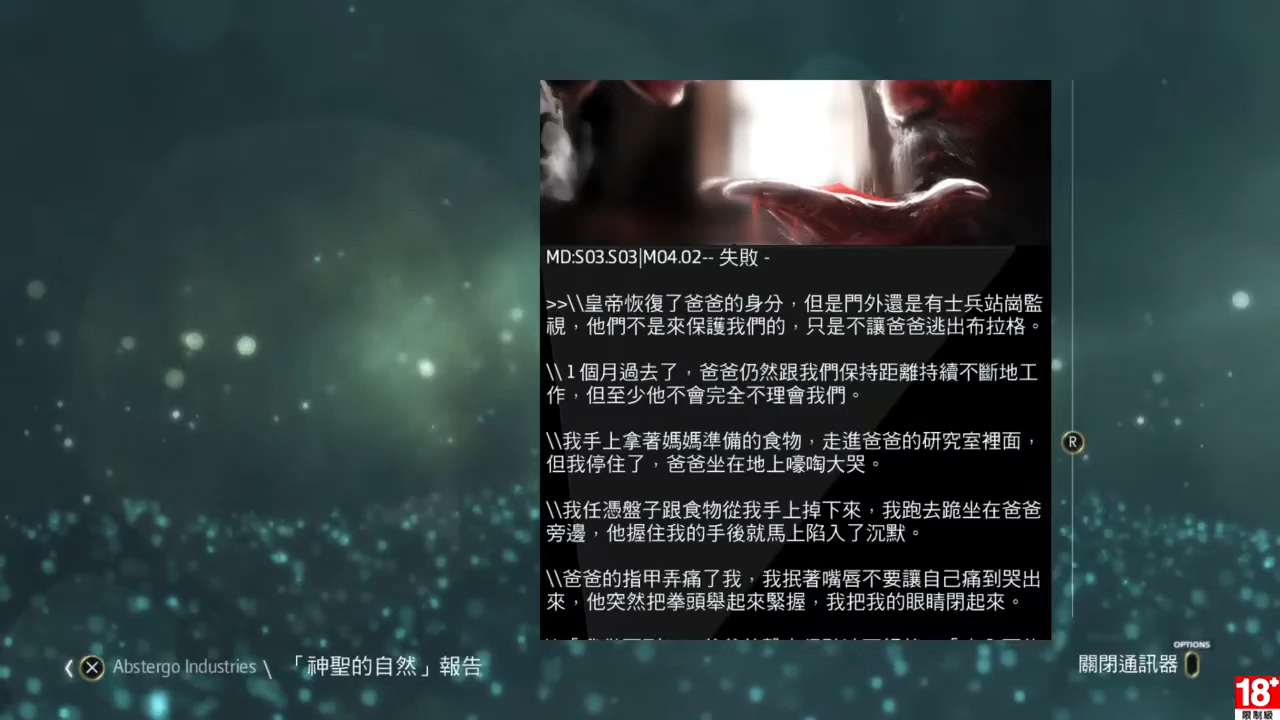 MD:S03.S03|M04.02-- 失敗 -
>>\\皇帝恢復了爸爸的身分，但是門外還是有士兵站崗監
視，他們不是來保護我們的，只是不讓爸爸逃出布拉格。
\\１個月過去了，爸爸仍然跟我們保持距離持續不斷地工
作，但至少他不會完全不理會我們。
\\我手上拿著媽媽準備的食物，走進爸爸的研究室裡面，
但我停住了，爸爸坐在地上嚎啕大哭。
\\我任憑盤子跟食物從我手上掉下來，我跑去跪坐在爸爸
旁邊，他握住我的手後就馬上陷入了沉默。
\\爸爸的指甲弄痛了我，我抿著嘴唇不要讓自己痛到哭出
來，他突然把拳頭舉起來緊握，我把我的眼睛閉起來。
R
OPTIONS
Abstergo Industries \ 「神聖的自然」報告
關閉通訊器
18+
限制級